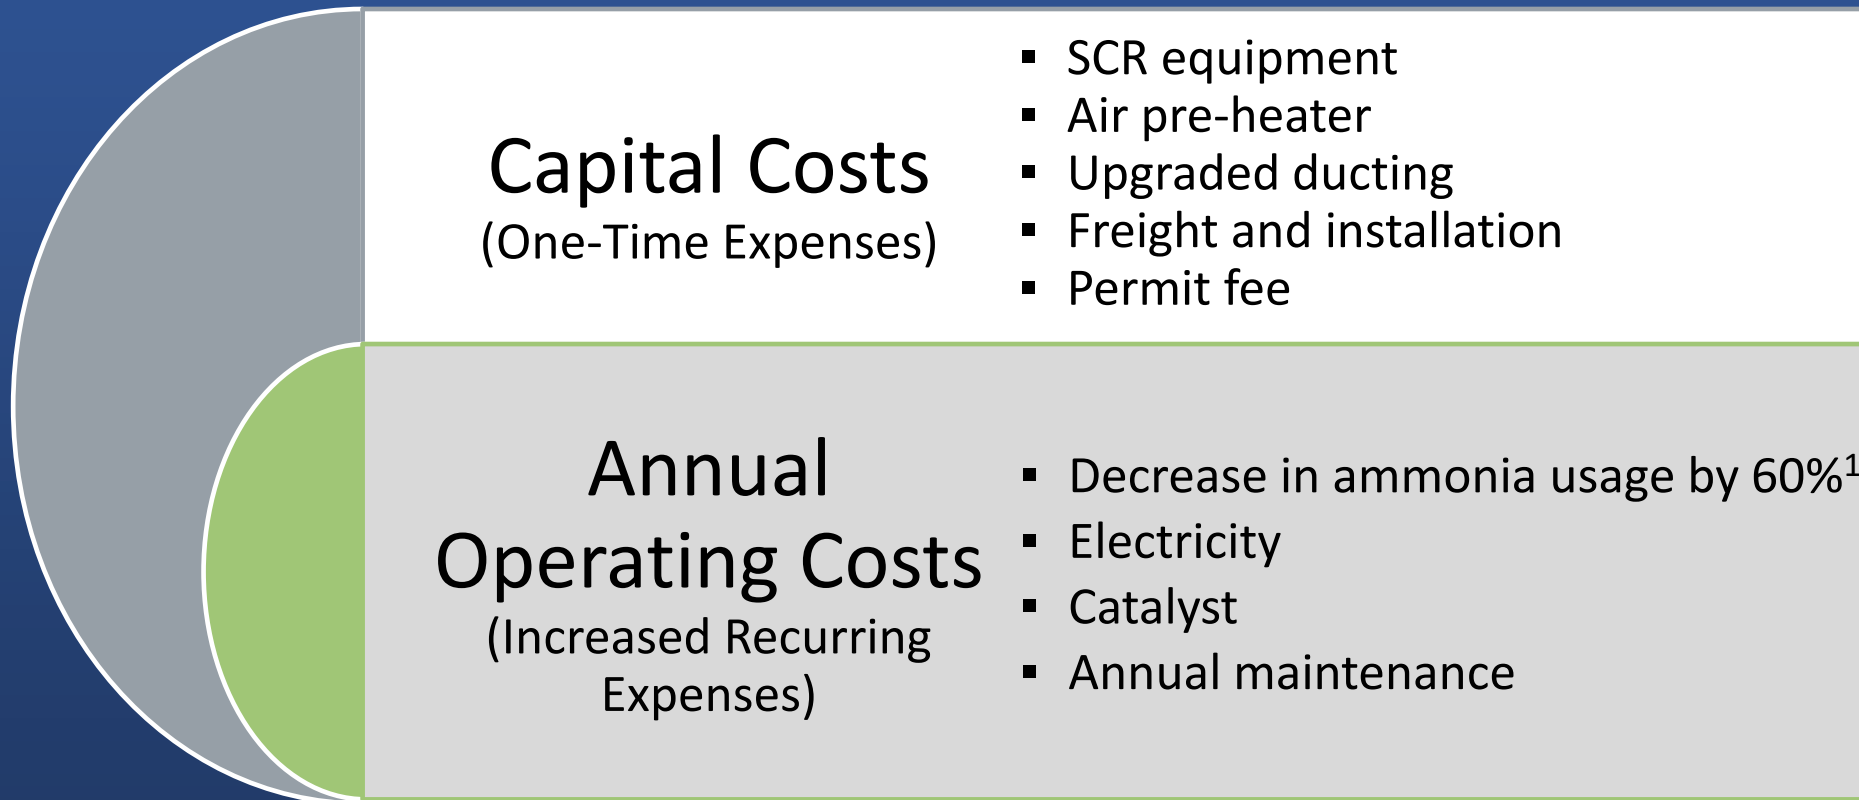 Capital Costs
(One-Time Expenses)
▪ SCR equipment
▪ Air pre-heater
▪ Upgraded ducting
▪ Freight and installation
▪ Permit fee
Annual
Operating Costs
(Increased Recurring
Expenses)
▪ Decrease in ammonia usage by 60%¹
▪ Electricity
▪ Catalyst
▪ Annual maintenance